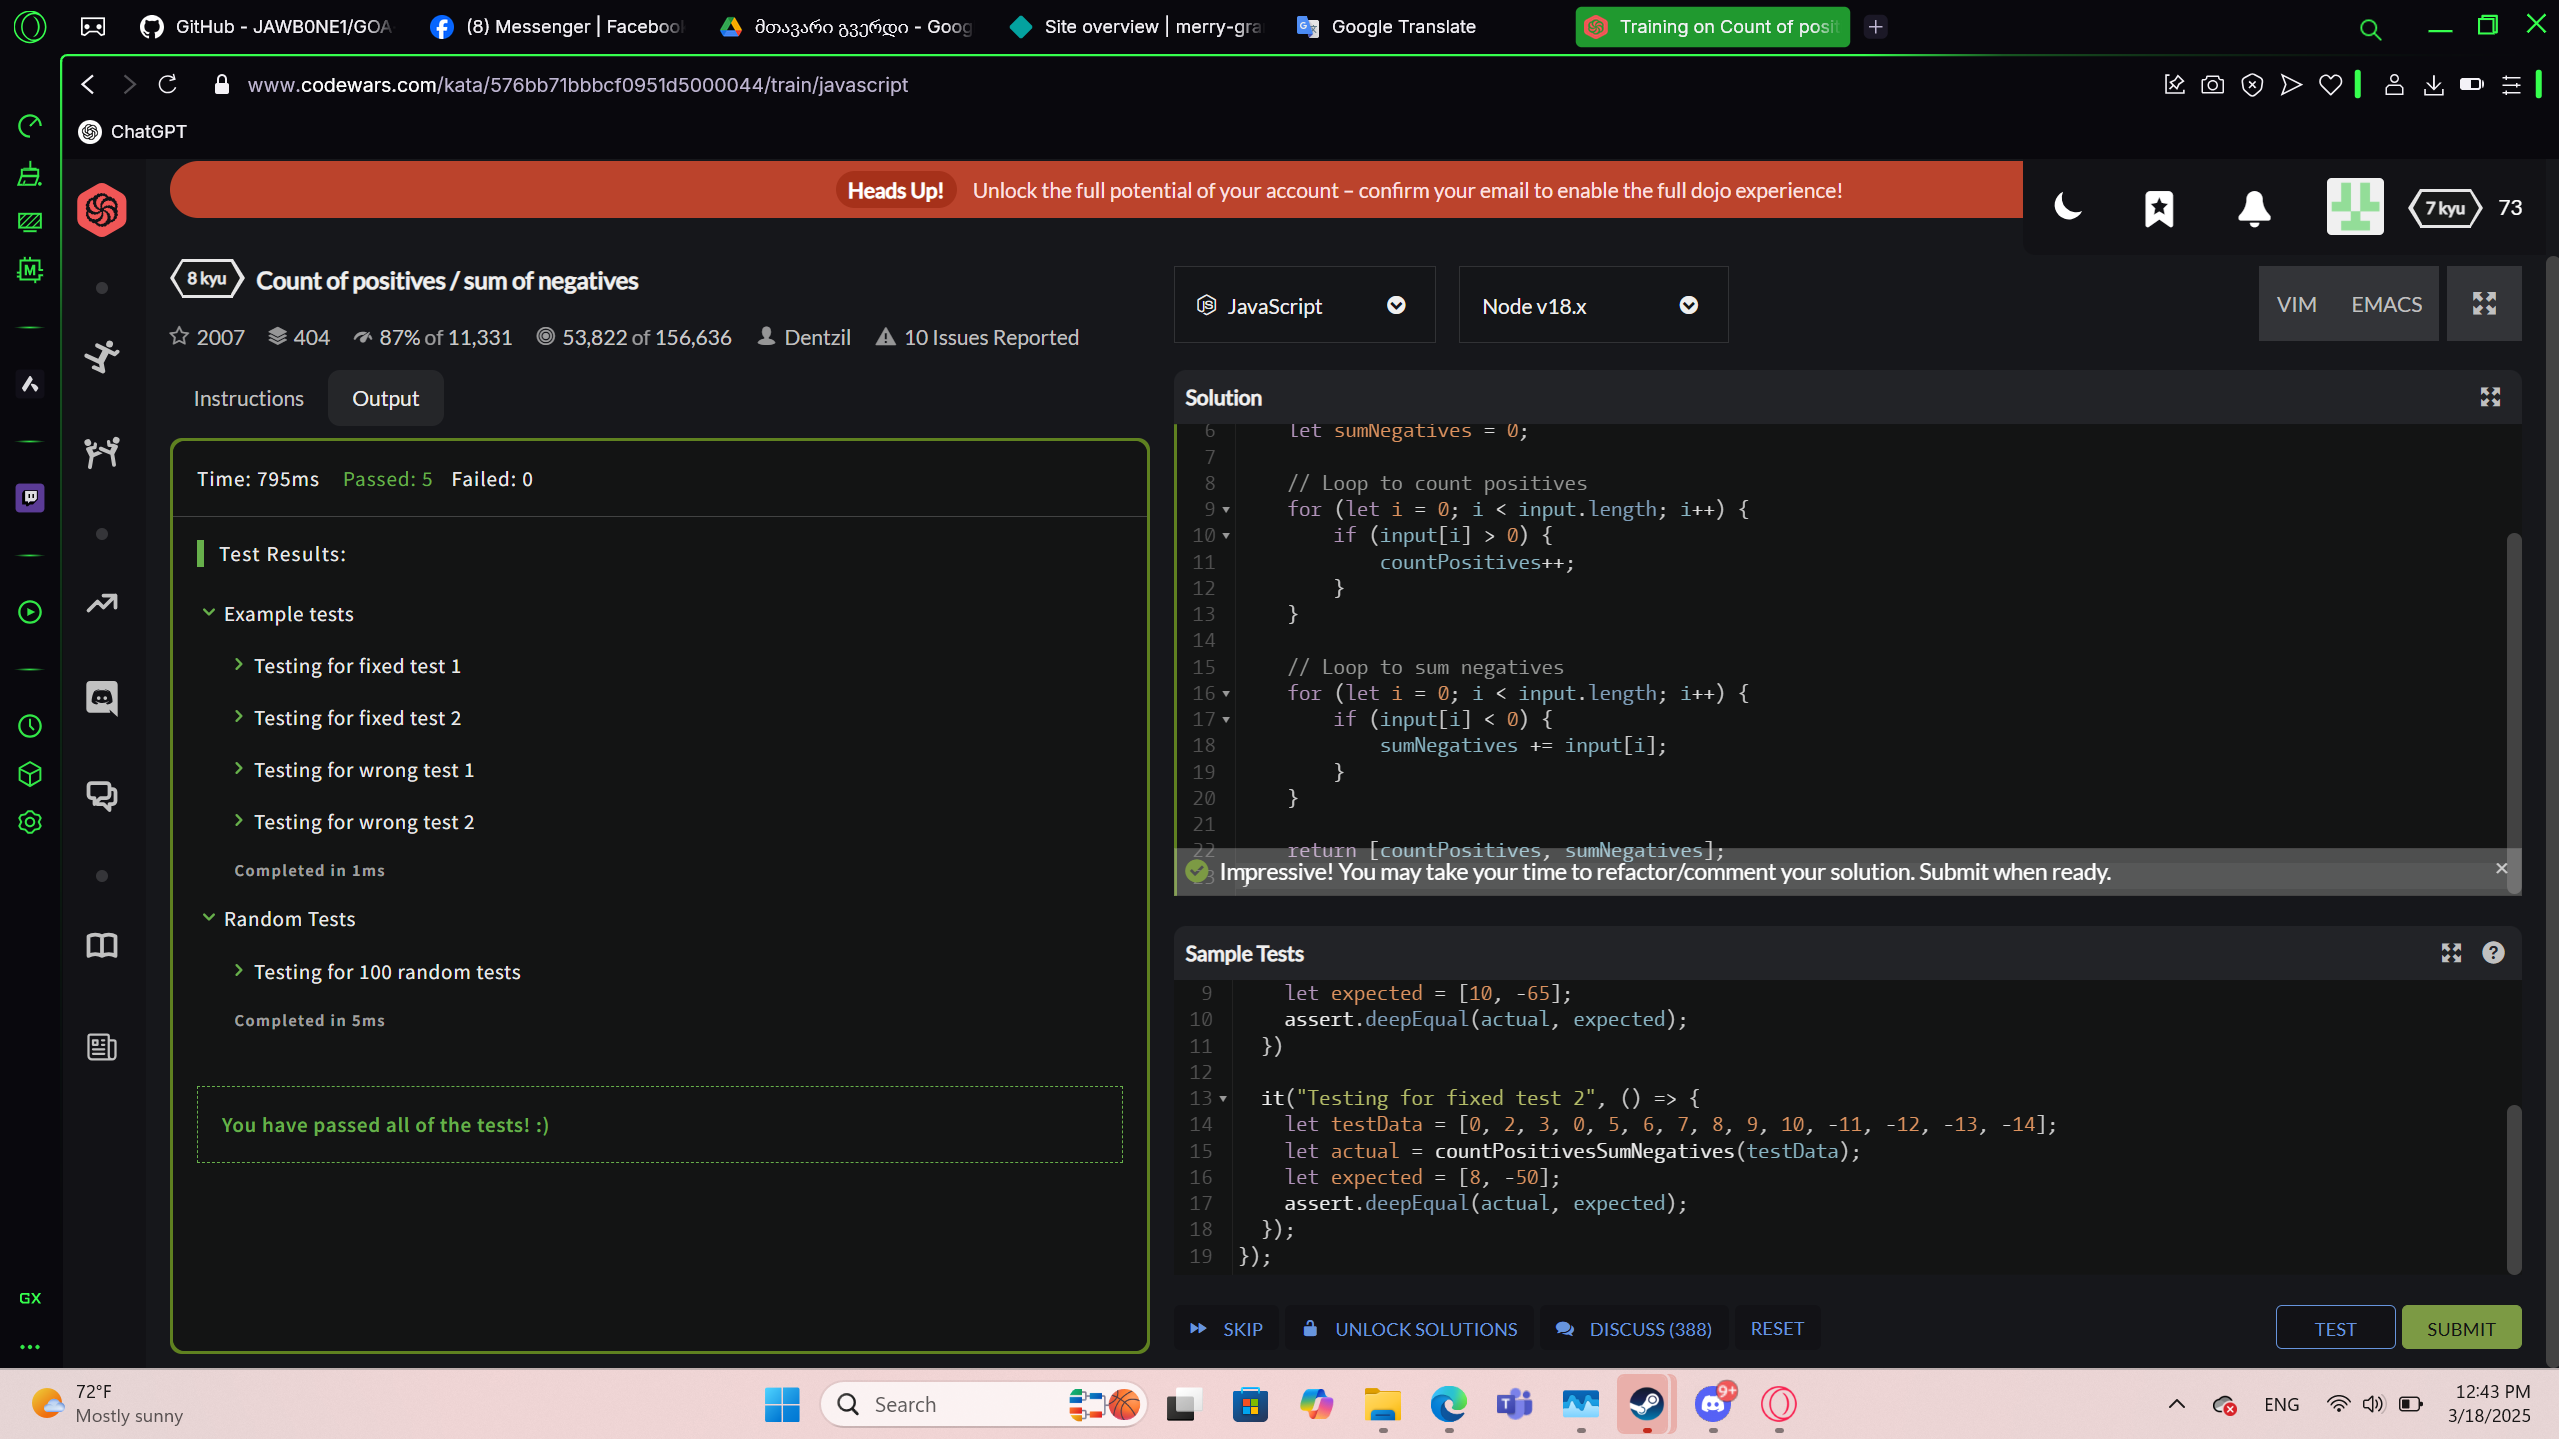 GitHub - JAWB0NE1/GOA-
(8) Messenger | Facebook
მთავარი გვერდი - Goog
Site overview | merry-gra
Google Translate
Training on Count of posit
www.codewars.com/kata/576bb71bbbcf0951d5000044/train/javascript
ChatGPT
Heads Up! Unlock the full potential of your account – confirm your email to enable the full dojo experience!
7 kyu 73
8 kyu Count of positives / sum of negatives
2007 404 87% of 11,331 53,822 of 156,636 Dentzil 10 Issues Reported
JavaScript
Node v18.x
VIM EMACS
Instructions Output
Time: 795ms Passed: 5 Failed: 0
Test Results:
Example tests
Testing for fixed test 1
Testing for fixed test 2
Testing for wrong test 1
Testing for wrong test 2
Completed in 1ms
Random Tests
Testing for 100 random tests
Completed in 5ms
You have passed all of the tests! :)
Solution
6 let sumNegatives = 0;
7
8 // Loop to count positives
9 for (let i = 0; i < input.length; i++) {
10 if (input[i] > 0) {
11 countPositives++;
12 }
13 }
14
15 // Loop to sum negatives
16 for (let i = 0; i < input.length; i++) {
17 if (input[i] < 0) {
18 sumNegatives += input[i];
19 }
20 }
21
22 return [countPositives, sumNegatives];
23 }
Impressive! You may take your time to refactor/comment your solution. Submit when ready.
Sample Tests
9 let expected = [10, -65];
10 assert.deepEqual(actual, expected);
11 })
12
13 it("Testing for fixed test 2", () => {
14 let testData = [0, 2, 3, 0, 5, 6, 7, 8, 9, 10, -11, -12, -13, -14];
15 let actual = countPositivesSumNegatives(testData);
16 let expected = [8, -50];
17 assert.deepEqual(actual, expected);
18 });
19 });
SKIP UNLOCK SOLUTIONS DISCUSS (388) RESET
TEST SUBMIT
GX
72°F
Mostly sunny
Search
9+
ENG
12:43 PM
3/18/2025